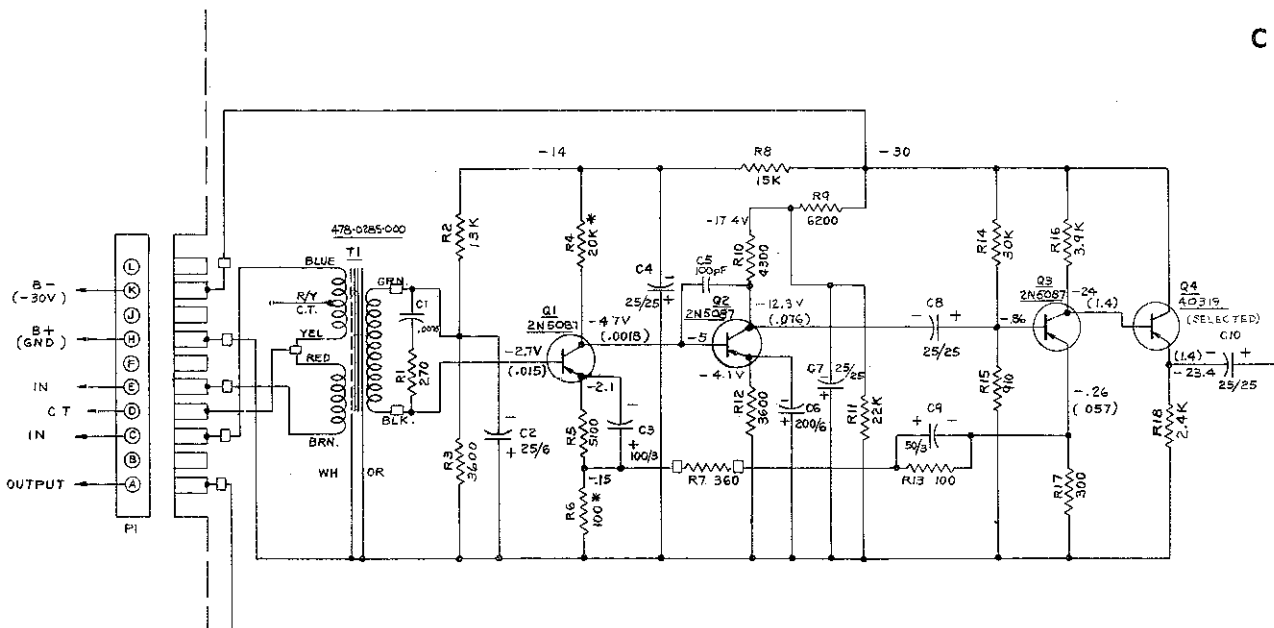 C
-14
-30
R8
15K
R9
6200
-17.4V
478-0285-000
T1
R2
13K
R4
20K*
R10
4300
R14
30K
R16
3.9K
L
K
J
H
F
E
D
C
B
A
P1
B-
(-30V)
B+
(GND)
IN
C T
IN
OUTPUT
BLUE
R/Y
C.T.
YEL
RED
BRN.
WH
OR
GRN
C1
R1
270
BLK.
C4
25/25
C5
100pF
Q1
2N5087
-4.7V
(.0018)
-2.7V
(.015)
-2.1
Q2
2N5087
-12.3V
(.076)
-5
-4.1V
C8
25/25
Q3
2N5087
-24
(1.4)
-.86
Q4
40319
(SELECTED)
C10
25/25
(1.4)
-23.4
R3
3600
C2
25/6
R5
5100
C3
100/3
-.15
R6
100*
R7 360
R12
3600
C6
200/6
C7
25/25
R11
22K
C9
50/3
R13 100
R15
910
-.26
(.057)
R17
300
R18
2.4K